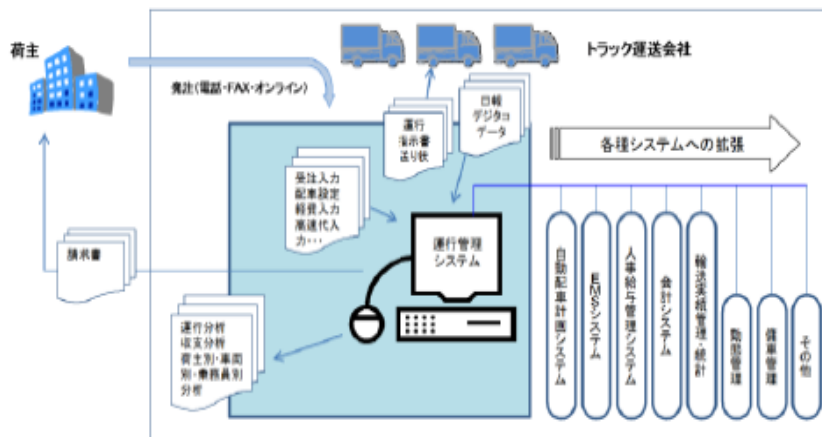 荷主
トラック運送会社
発注(電話・FAX・オンライン)
運行
指示書
送り状
日報
デジタコ
データ
各種システムへの拡張
受注入力
配車設定
経費入力
高速代入
力・・・
運行管理
システム
請求書
運行分析
収支分析
荷主別・車両
別・乗務員別
分析
自動配車計画システム
EMSシステム
人事給与管理システム
会計システム
輸送実績管理・統計
動態管理
傭車管理
その他